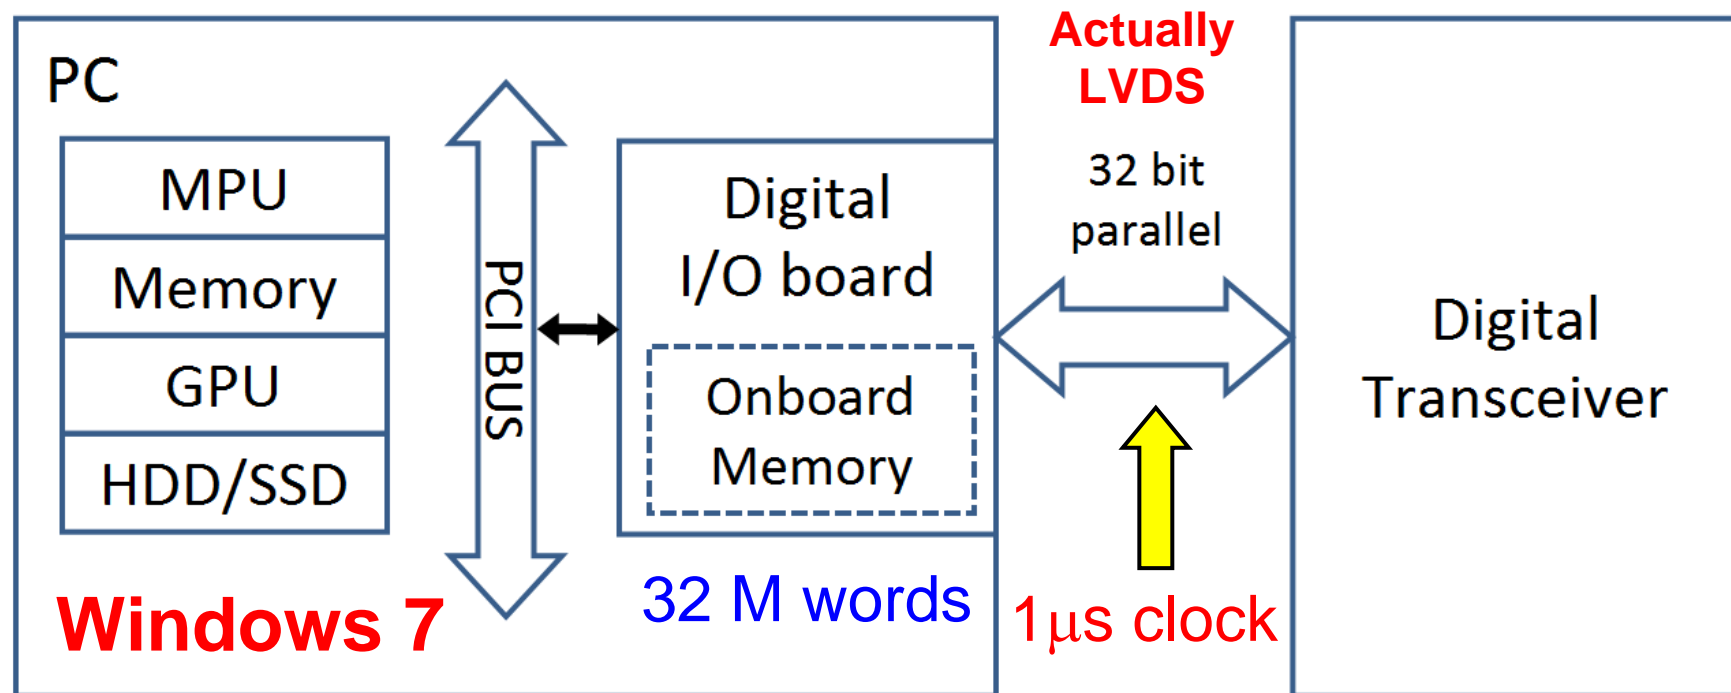 PC
MPU
Memory
GPU
HDD/SSD
Windows 7
PCI BUS
Digital
I/O board
Onboard
Memory
32 M words
Actually
LVDS
32 bit
parallel
1μs clock
Digital
Transceiver